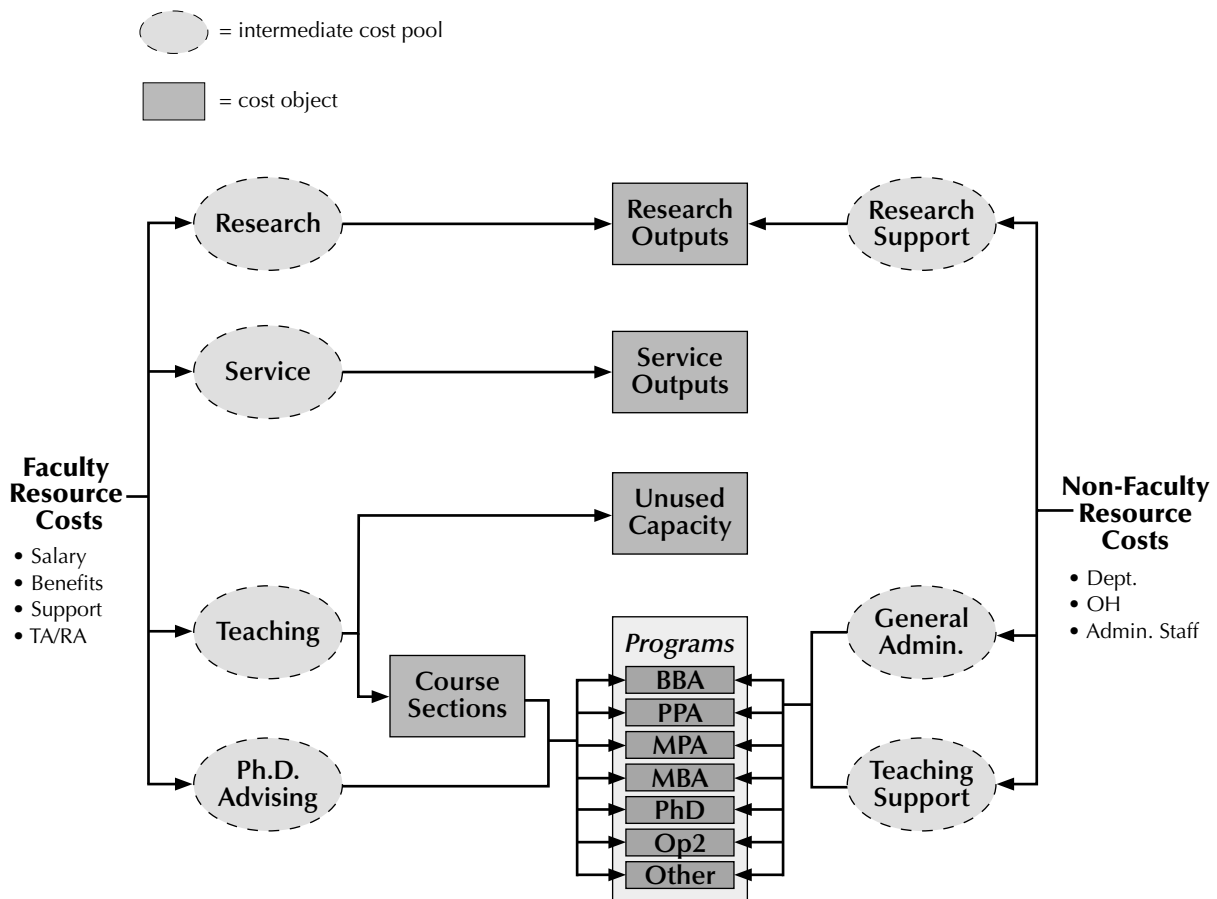 = intermediate cost pool
= cost object
Research
Research
Outputs
Research
Support
Service
Service
Outputs
Faculty
Resource
Costs
• Salary
• Benefits
• Support
• TA/RA
Unused
Capacity
Non-Faculty
Resource
Costs
• Dept.
• OH
• Admin. Staff
Teaching
Course
Sections
Ph.D.
Advising
Programs
BBA
PPA
MPA
MBA
PhD
Op2
Other
General
Admin.
Teaching
Support